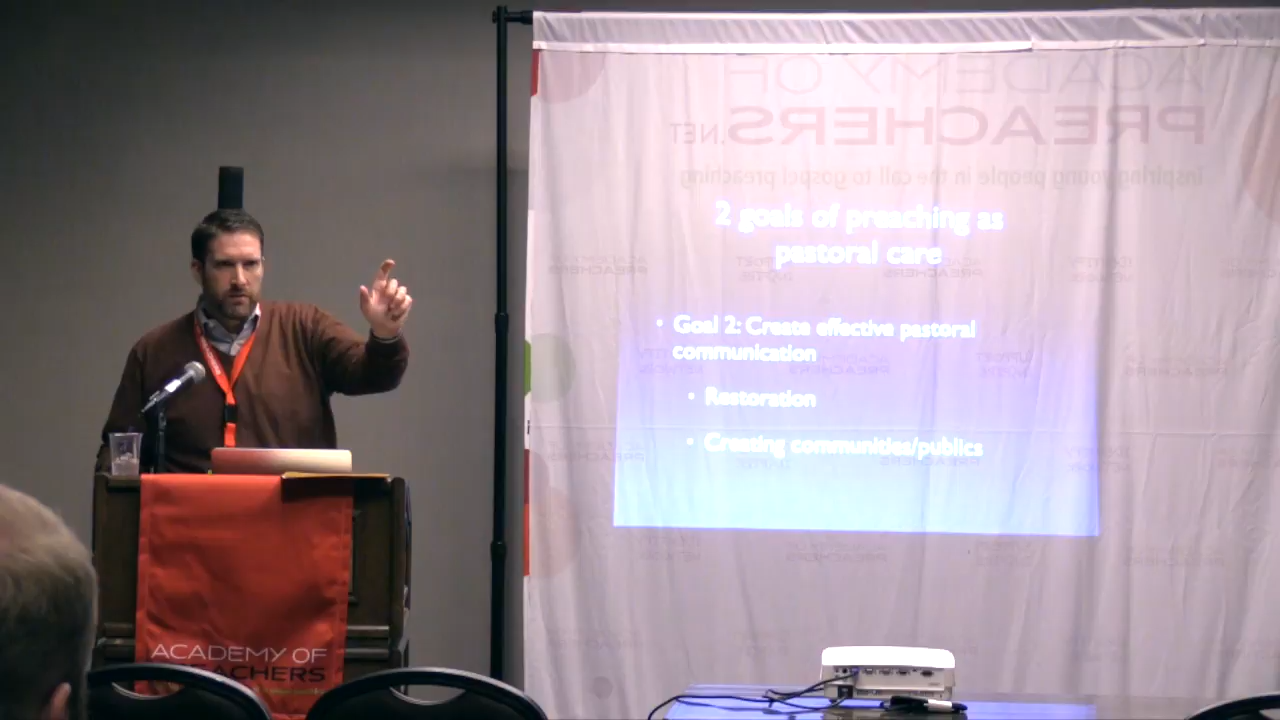 ACADEMY OF
PREACHERS.NET
Inspiring young people in the call to gospel preaching
2 goals of preaching as
pastoral care
• Goal 2: Create effective pastoral
communication
• Restoration
• Creating communities/publics
ACADEMY OF
PREACHERS